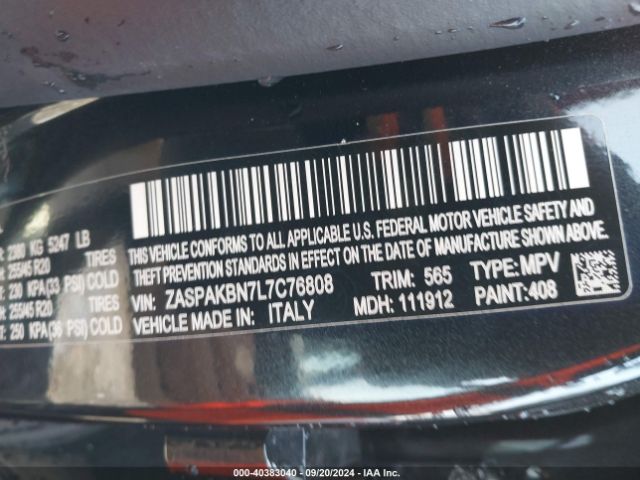 THIS VEHICLE CONFORMS TO ALL APPLICABLE U.S. FEDERAL MOTOR VEHICLE SAFETY AND
THEFT PREVENTION STANDARDS IN EFFECT ON THE DATE OF MANUFACTURE SHOWN ABOVE.
VIN: ZASPAKBN7L7C76808 TRIM: 565 TYPE: MPV
VEHICLE MADE IN: ITALY MDH: 111912 PAINT: 408
2380 KG 5247 LB
255/45 R20 TIRES
230 KPA (33 PSI) COLD
255/45 R20 TIRES
250 KPA (36 PSI) COLD
000-40383040 - 09/20/2024 - IAA Inc.